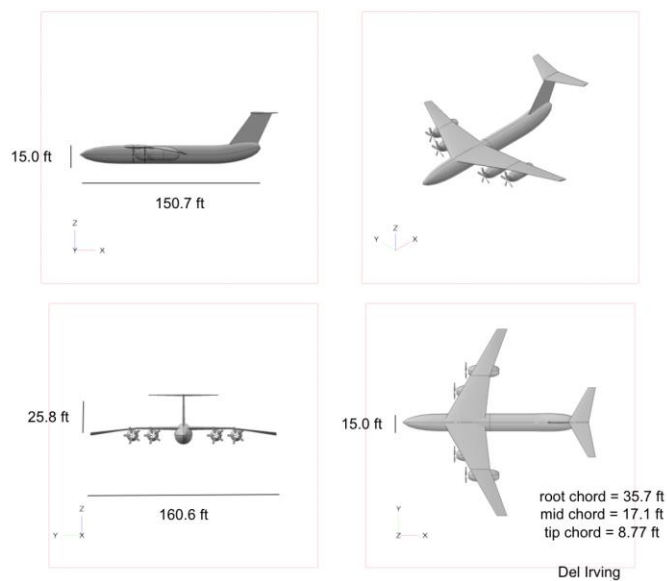 15.0 ft
150.7 ft
Z
Y X
Z
Y X
25.8 ft
160.6 ft
Z
Y X
15.0 ft
Y
Z X
root chord = 35.7 ft
mid chord = 17.1 ft
tip chord = 8.77 ft
Del Irving